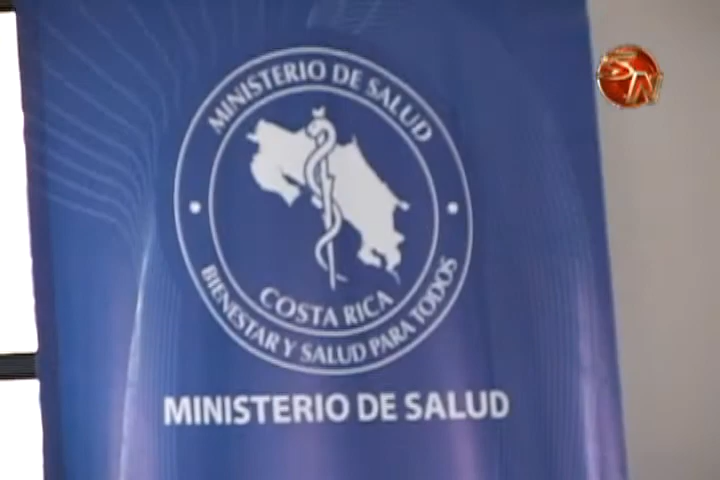 MINISTERIO DE SALUD
COSTA RICA
BIENESTAR Y SALUD PARA TODOS
MINISTERIO DE SALUD